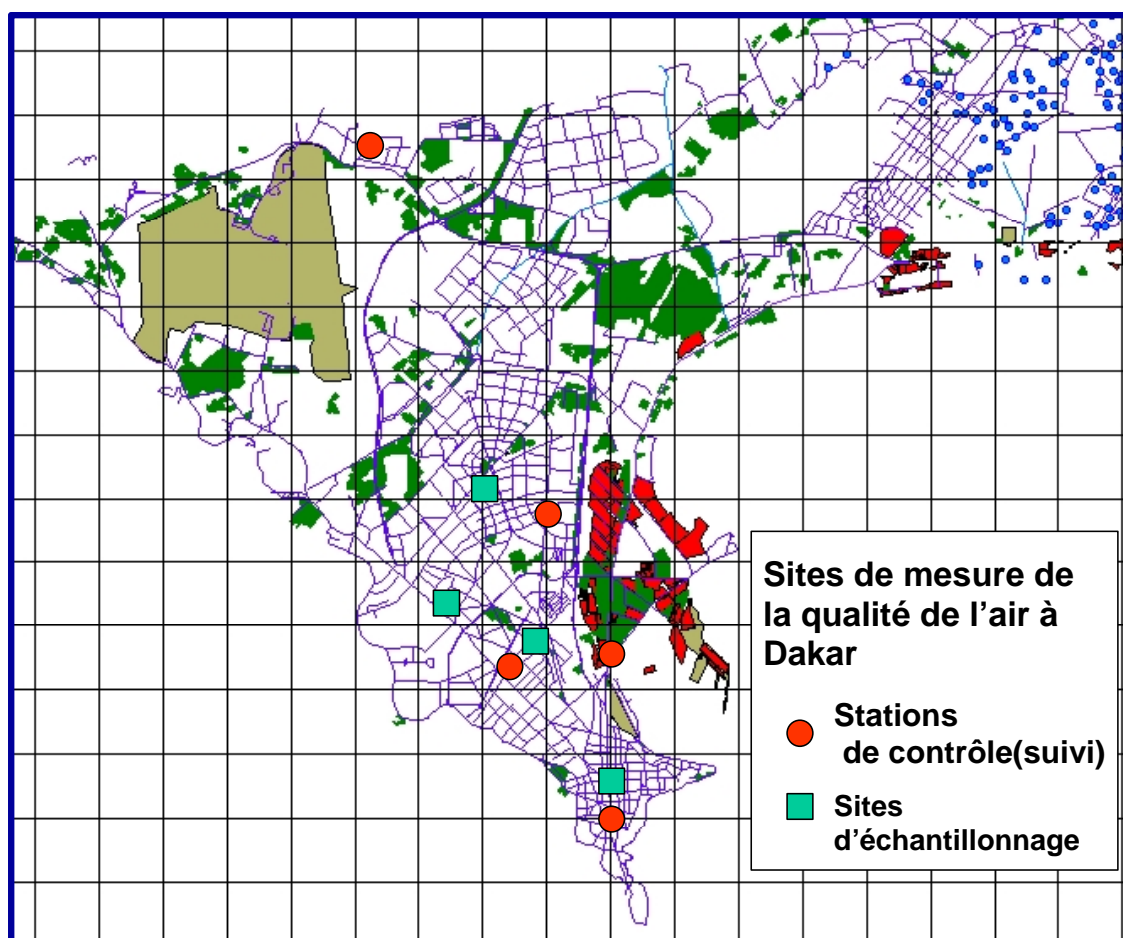 Sites de mesure de
la qualité de l’air à
Dakar
Stations
de contrôle(suivi)
Sites
d’échantillonnage